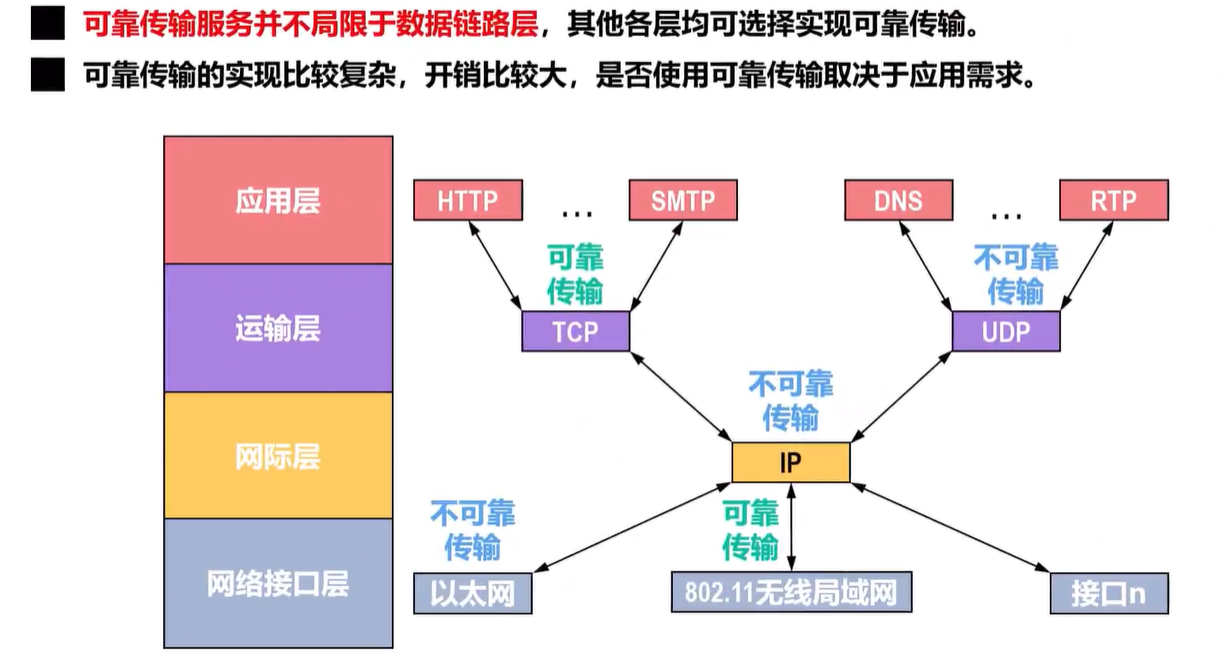 可靠传输服务并不局限于数据链路层，其他各层均可选择实现可靠传输。
可靠传输的实现比较复杂，开销比较大，是否使用可靠传输取决于应用需求。
应用层
HTTP
...
SMTP
DNS
...
RTP
可靠
传输
不可靠
传输
运输层
TCP
UDP
不可靠
传输
网际层
IP
不可靠
传输
可靠
传输
网络接口层
以太网
802.11无线局域网
接口n